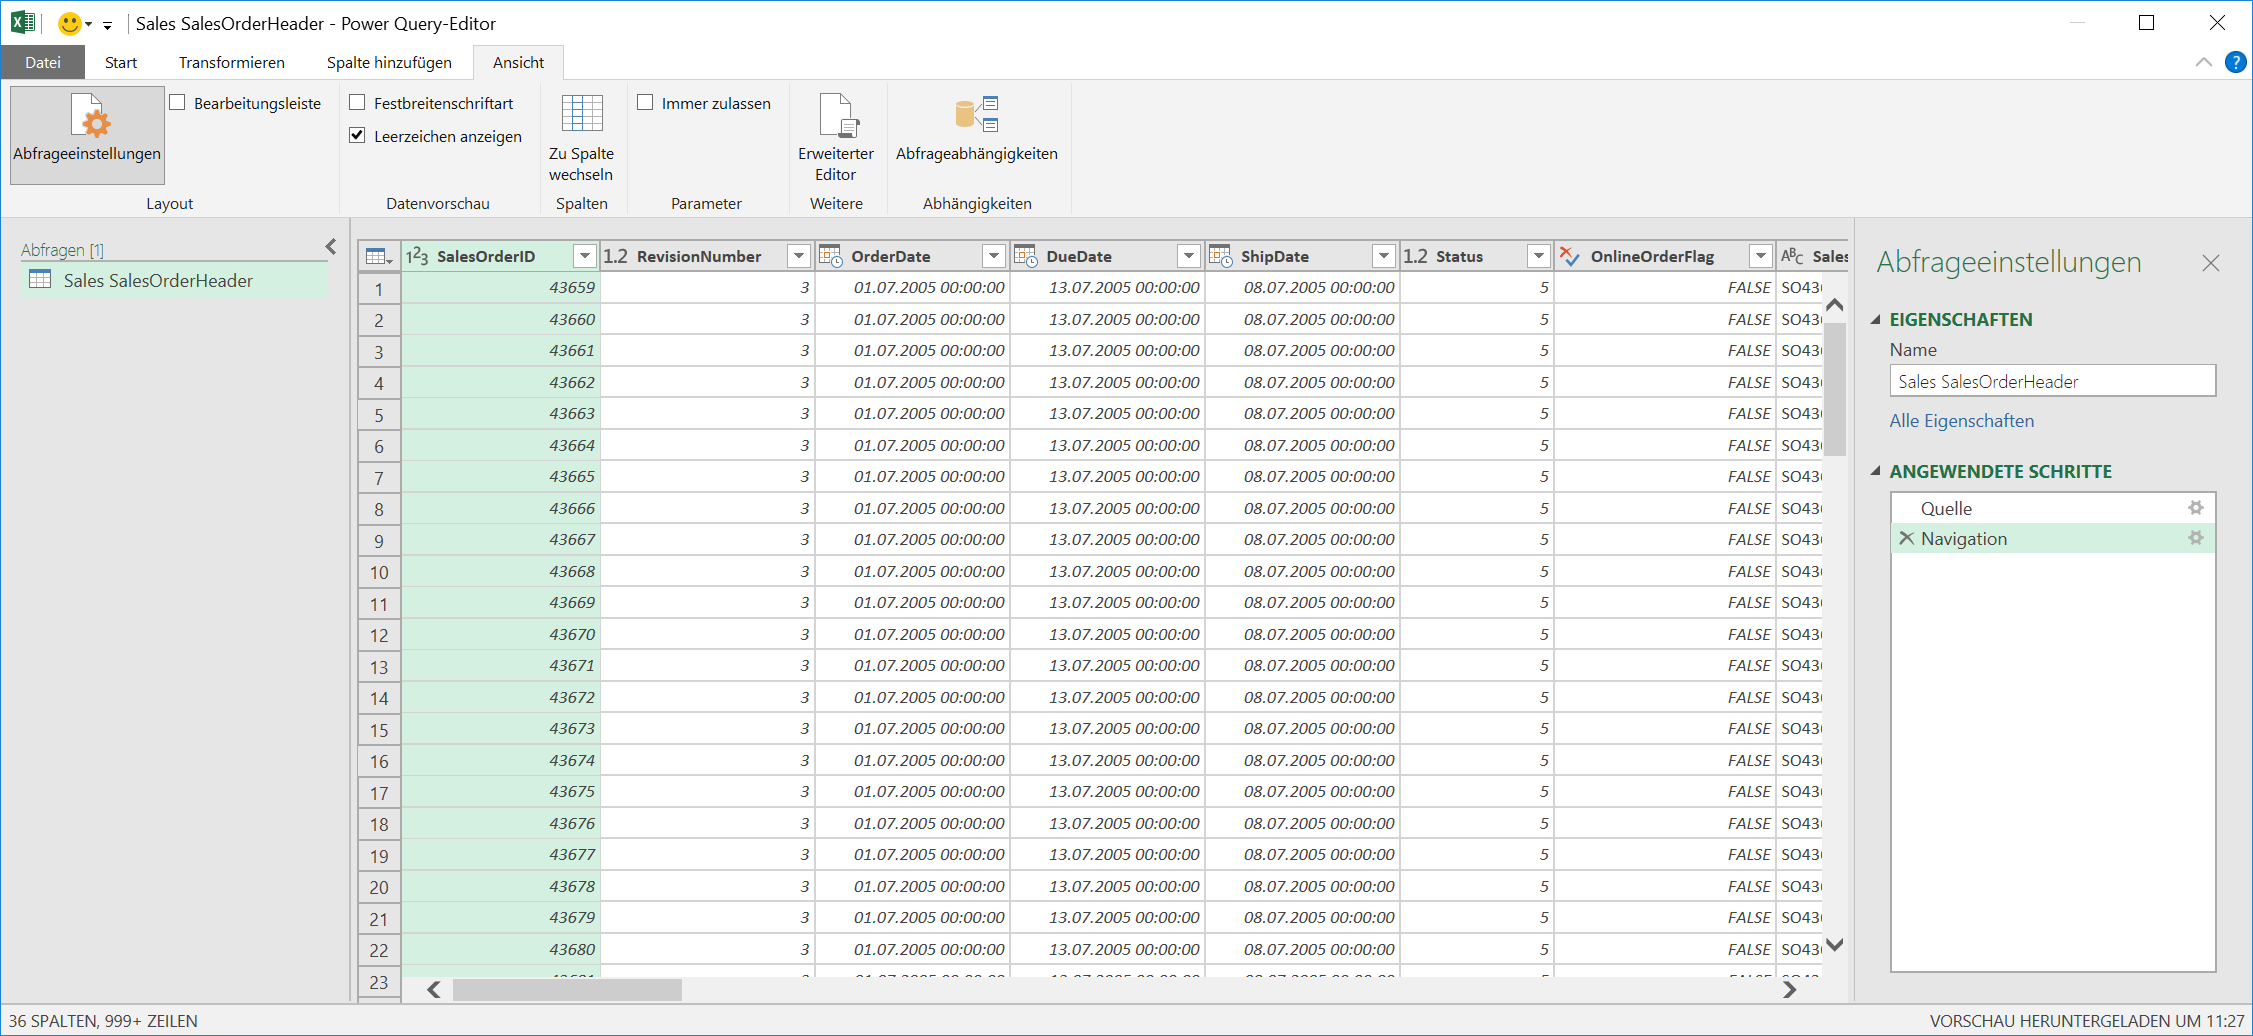 Sales SalesOrderHeader - Power Query-Editor
Datei Start Transformieren Spalte hinzufügen Ansicht
Abfrageeinstellungen
Bearbeitungsleiste
Layout
Festbreitenschriftart
Leerzeichen anzeigen
Datenvorschau
Zu Spalte
wechseln
Spalten
Immer zulassen
Parameter
Erweiterter
Editor
Weitere
Abfrageabhängigkeiten
Abhängigkeiten
Abfragen [1]
Sales SalesOrderHeader
123 SalesOrderID 1.2 RevisionNumber OrderDate DueDate ShipDate 1.2 Status OnlineOrderFlag ABC Sales
1 43659 3 01.07.2005 00:00:00 13.07.2005 00:00:00 08.07.2005 00:00:00 5 FALSE SO43
2 43660 3 01.07.2005 00:00:00 13.07.2005 00:00:00 08.07.2005 00:00:00 5 FALSE SO43
3 43661 3 01.07.2005 00:00:00 13.07.2005 00:00:00 08.07.2005 00:00:00 5 FALSE SO43
4 43662 3 01.07.2005 00:00:00 13.07.2005 00:00:00 08.07.2005 00:00:00 5 FALSE SO43
5 43663 3 01.07.2005 00:00:00 13.07.2005 00:00:00 08.07.2005 00:00:00 5 FALSE SO43
6 43664 3 01.07.2005 00:00:00 13.07.2005 00:00:00 08.07.2005 00:00:00 5 FALSE SO43
7 43665 3 01.07.2005 00:00:00 13.07.2005 00:00:00 08.07.2005 00:00:00 5 FALSE SO43
8 43666 3 01.07.2005 00:00:00 13.07.2005 00:00:00 08.07.2005 00:00:00 5 FALSE SO43
9 43667 3 01.07.2005 00:00:00 13.07.2005 00:00:00 08.07.2005 00:00:00 5 FALSE SO43
10 43668 3 01.07.2005 00:00:00 13.07.2005 00:00:00 08.07.2005 00:00:00 5 FALSE SO43
11 43669 3 01.07.2005 00:00:00 13.07.2005 00:00:00 08.07.2005 00:00:00 5 FALSE SO43
12 43670 3 01.07.2005 00:00:00 13.07.2005 00:00:00 08.07.2005 00:00:00 5 FALSE SO43
13 43671 3 01.07.2005 00:00:00 13.07.2005 00:00:00 08.07.2005 00:00:00 5 FALSE SO43
14 43672 3 01.07.2005 00:00:00 13.07.2005 00:00:00 08.07.2005 00:00:00 5 FALSE SO43
15 43673 3 01.07.2005 00:00:00 13.07.2005 00:00:00 08.07.2005 00:00:00 5 FALSE SO43
16 43674 3 01.07.2005 00:00:00 13.07.2005 00:00:00 08.07.2005 00:00:00 5 FALSE SO43
17 43675 3 01.07.2005 00:00:00 13.07.2005 00:00:00 08.07.2005 00:00:00 5 FALSE SO43
18 43676 3 01.07.2005 00:00:00 13.07.2005 00:00:00 08.07.2005 00:00:00 5 FALSE SO43
19 43677 3 01.07.2005 00:00:00 13.07.2005 00:00:00 08.07.2005 00:00:00 5 FALSE SO43
20 43678 3 01.07.2005 00:00:00 13.07.2005 00:00:00 08.07.2005 00:00:00 5 FALSE SO43
21 43679 3 01.07.2005 00:00:00 13.07.2005 00:00:00 08.07.2005 00:00:00 5 FALSE SO43
22 43680 3 01.07.2005 00:00:00 13.07.2005 00:00:00 08.07.2005 00:00:00 5 FALSE SO43
23
Abfrageeinstellungen
EIGENSCHAFTEN
Name
Sales SalesOrderHeader
Alle Eigenschaften
ANGEWENDETE SCHRITTE
Quelle
Navigation
36 SPALTEN, 999+ ZEILEN
VORSCHAU HERUNTERGELADEN UM 11:27